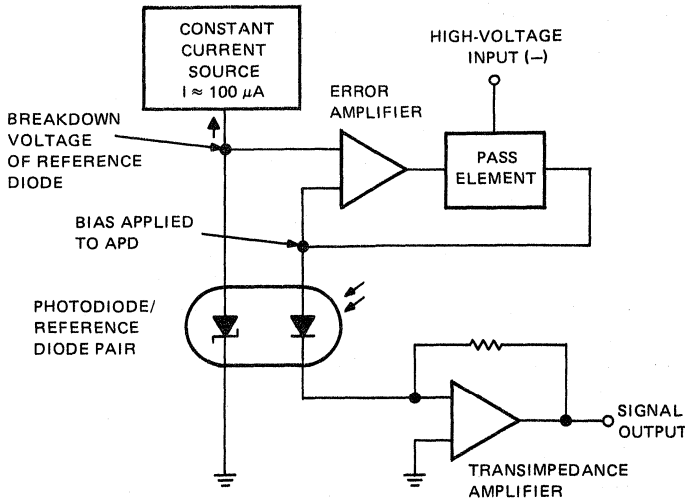 CONSTANT
CURRENT
SOURCE
I ≈ 100 μA
HIGH-VOLTAGE
INPUT (—)
ERROR
AMPLIFIER
BREAKDOWN
VOLTAGE
OF REFERENCE
DIODE
PASS
ELEMENT
BIAS APPLIED
TO APD
PHOTODIODE/
REFERENCE
DIODE PAIR
SIGNAL
OUTPUT
TRANSIMPEDANCE
AMPLIFIER